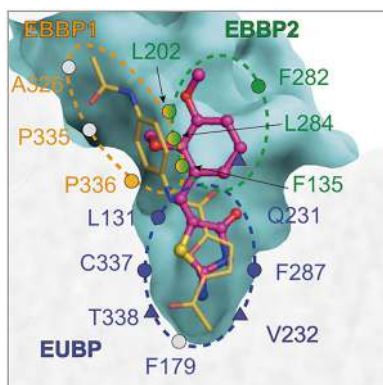 EBBP1 EBBP2
L202
A326 F282
L284
P335
P336 F135
L131 Q231
C337 F287
T338 V232
EUBP
F179